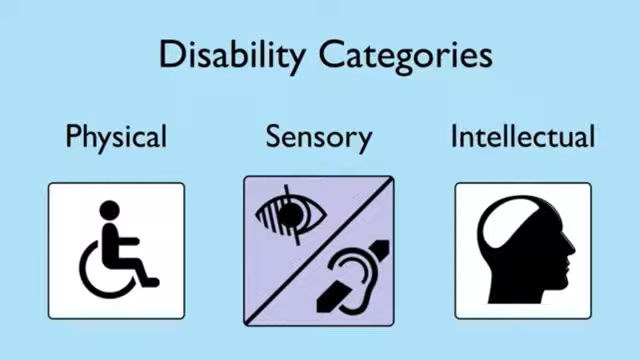 Disability Categories
Physical
Sensory
Intellectual